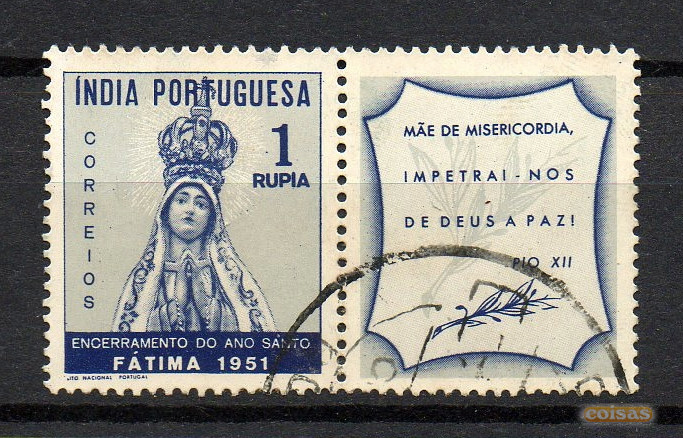 ÍNDIA PORTUGUESA
CORREIOS
1
RUPIA
ENCERRAMENTO DO ANO SANTO
FÁTIMA 1951
LITO NACIONAL PORTUGAL
MÃE DE MISERICORDIA,
IMPETRAI-NOS
DE DEUS A PAZ!
PIO XII
coisas